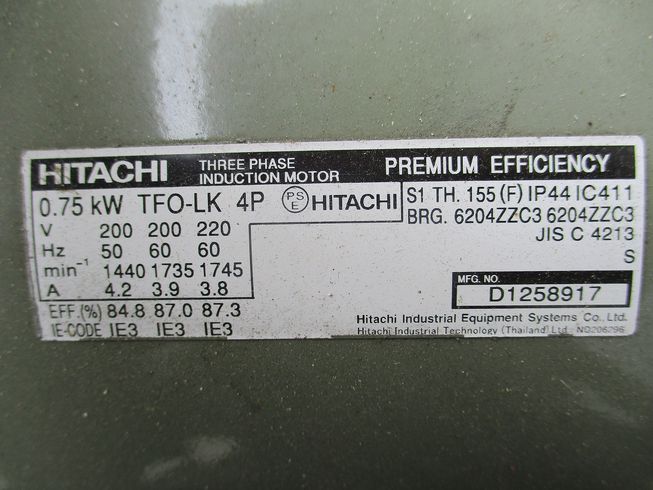 HITACHI THREE PHASE INDUCTION MOTOR PREMIUM EFFICIENCY
0.75 kW TFO-LK 4P PS E HITACHI S1 TH. 155 (F) IP44 IC411
BRG. 6204ZZC3 6204ZZC3
V 200 200 220
JIS C 4213
Hz 50 60 60
S
min⁻¹ 1440 1735 1745
A 4.2 3.9 3.8
MFG. NO. D1258917
EFF.(%) 84.8 87.0 87.3
IE-CODE IE3 IE3 IE3
Hitachi Industrial Equipment Systems Co., Ltd.
Hitachi Industrial Technology (Thailand) Ltd. ND206296